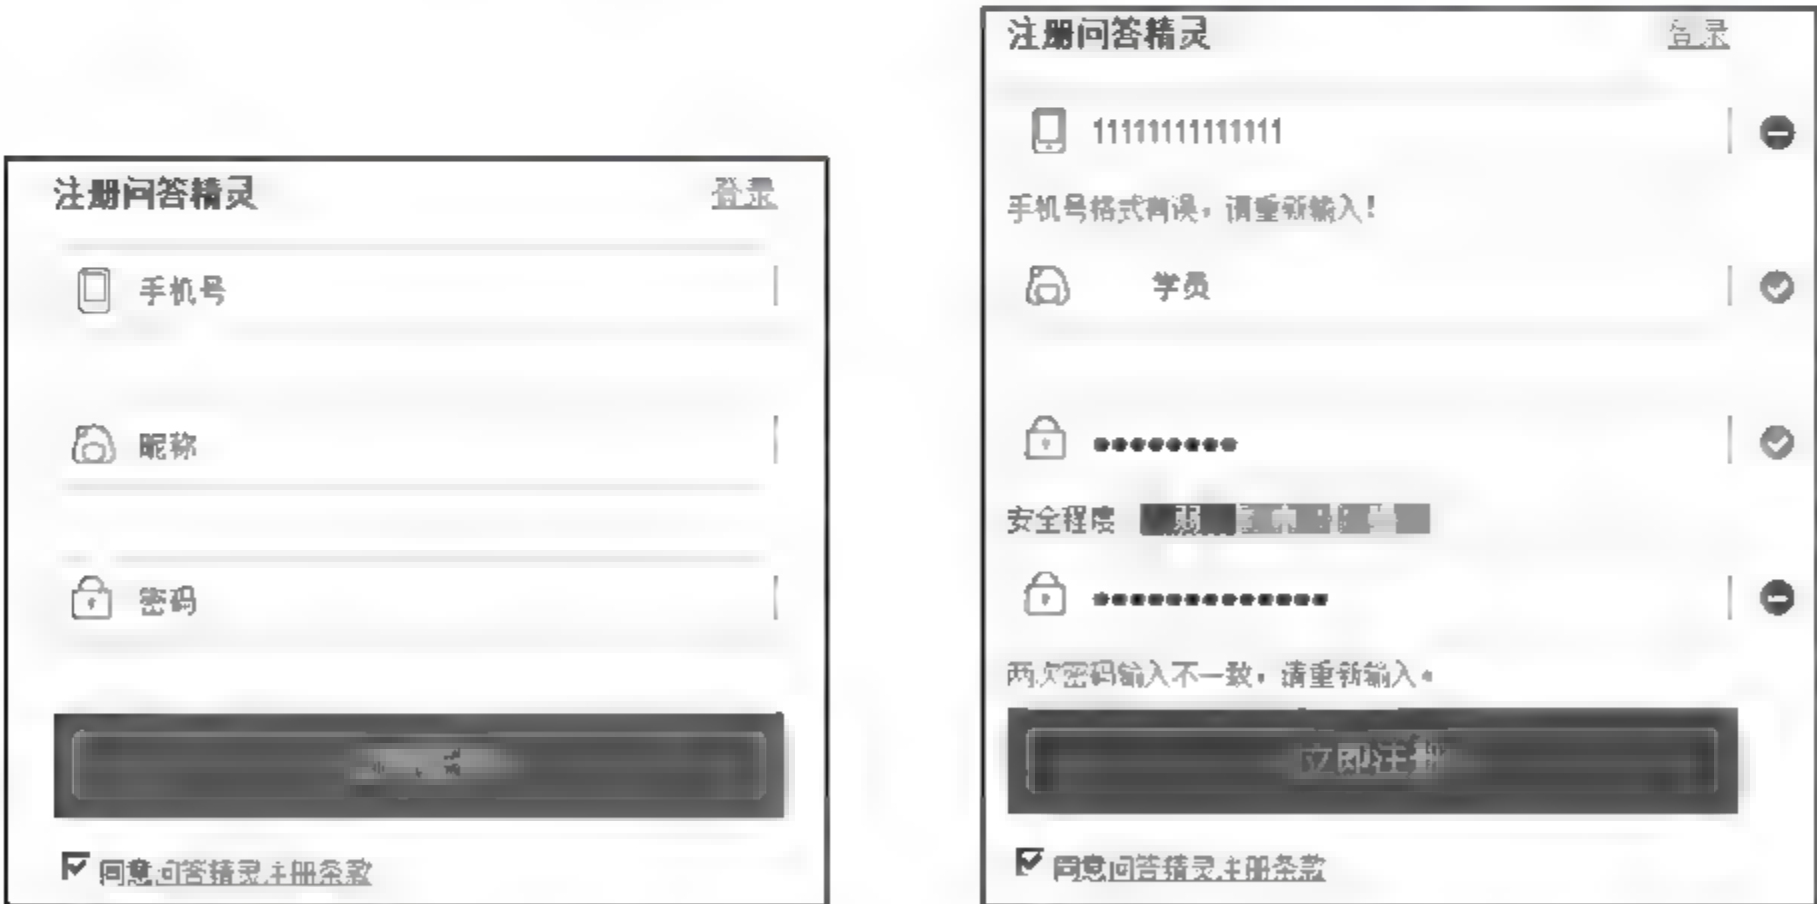 注册问答精灵 登录
手机号
昵称
密码
同意问答精灵注册条款
注册问答精灵 登录
手机号格式有误，请重新输入！
学员
安全程度 弱 中
两次密码输入不一致，请重新输入。
立即注册
同意问答精灵注册条款